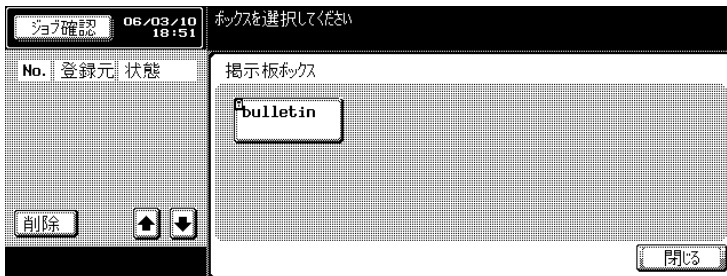 ジョブ確認
06/03/10
18:51
ボックスを選択してください
No. 登録元 状態
掲示板ボックス
bulletin
削除
閉じる